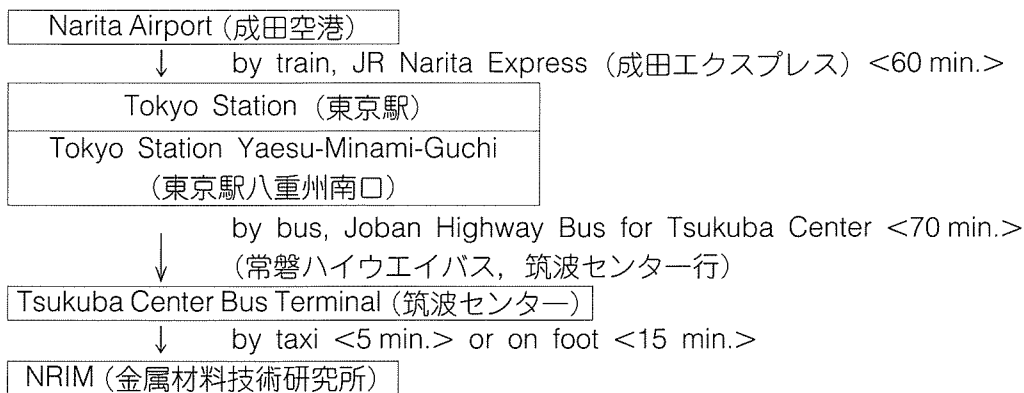 Narita Airport (成田空港)
↓ by train, JR Narita Express (成田エクスプレス) <60 min.>
Tokyo Station (東京駅)
Tokyo Station Yaesu-Minami-Guchi
(東京駅八重州南口)
by bus, Joban Highway Bus for Tsukuba Center <70 min.>
↓ (常磐ハイウエイバス, 筑波センター行)
Tsukuba Center Bus Terminal (筑波センター)
↓ by taxi <5 min.> or on foot <15 min.>
NRIM (金属材料技術研究所)